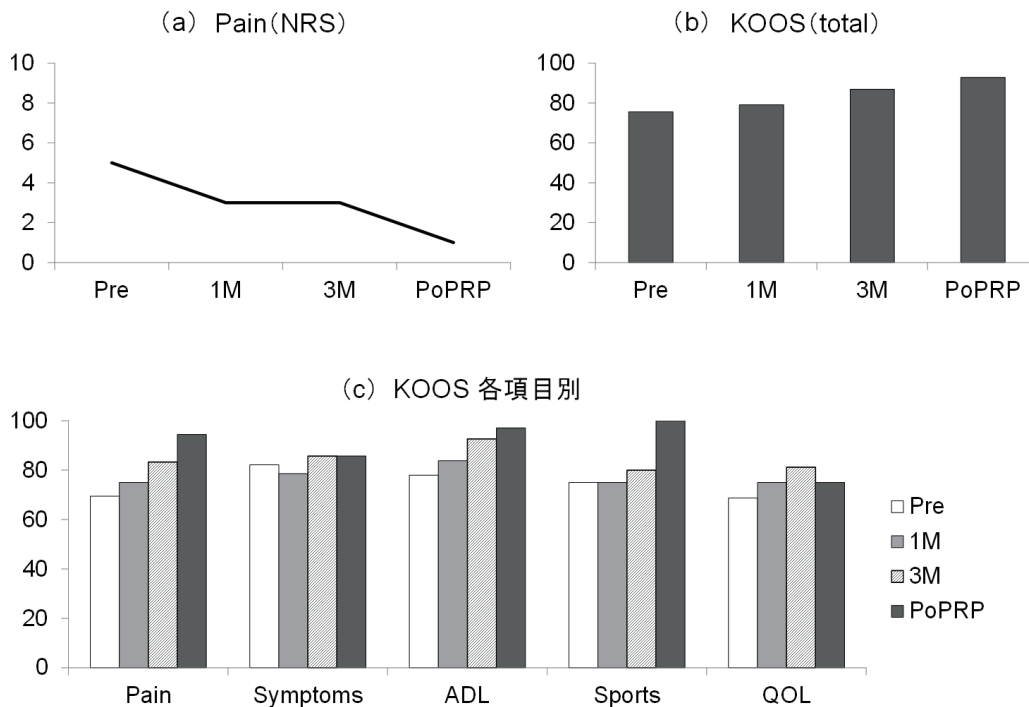 (a) Pain(NRS)
10
8
6
4
2
0
Pre 1M 3M PoPRP
(b) KOOS(total)
100
80
60
40
20
0
Pre 1M 3M PoPRP
(c) KOOS 各項目別
100
80
60
40
20
0
Pain Symptoms ADL Sports QOL
Pre
1M
3M
PoPRP